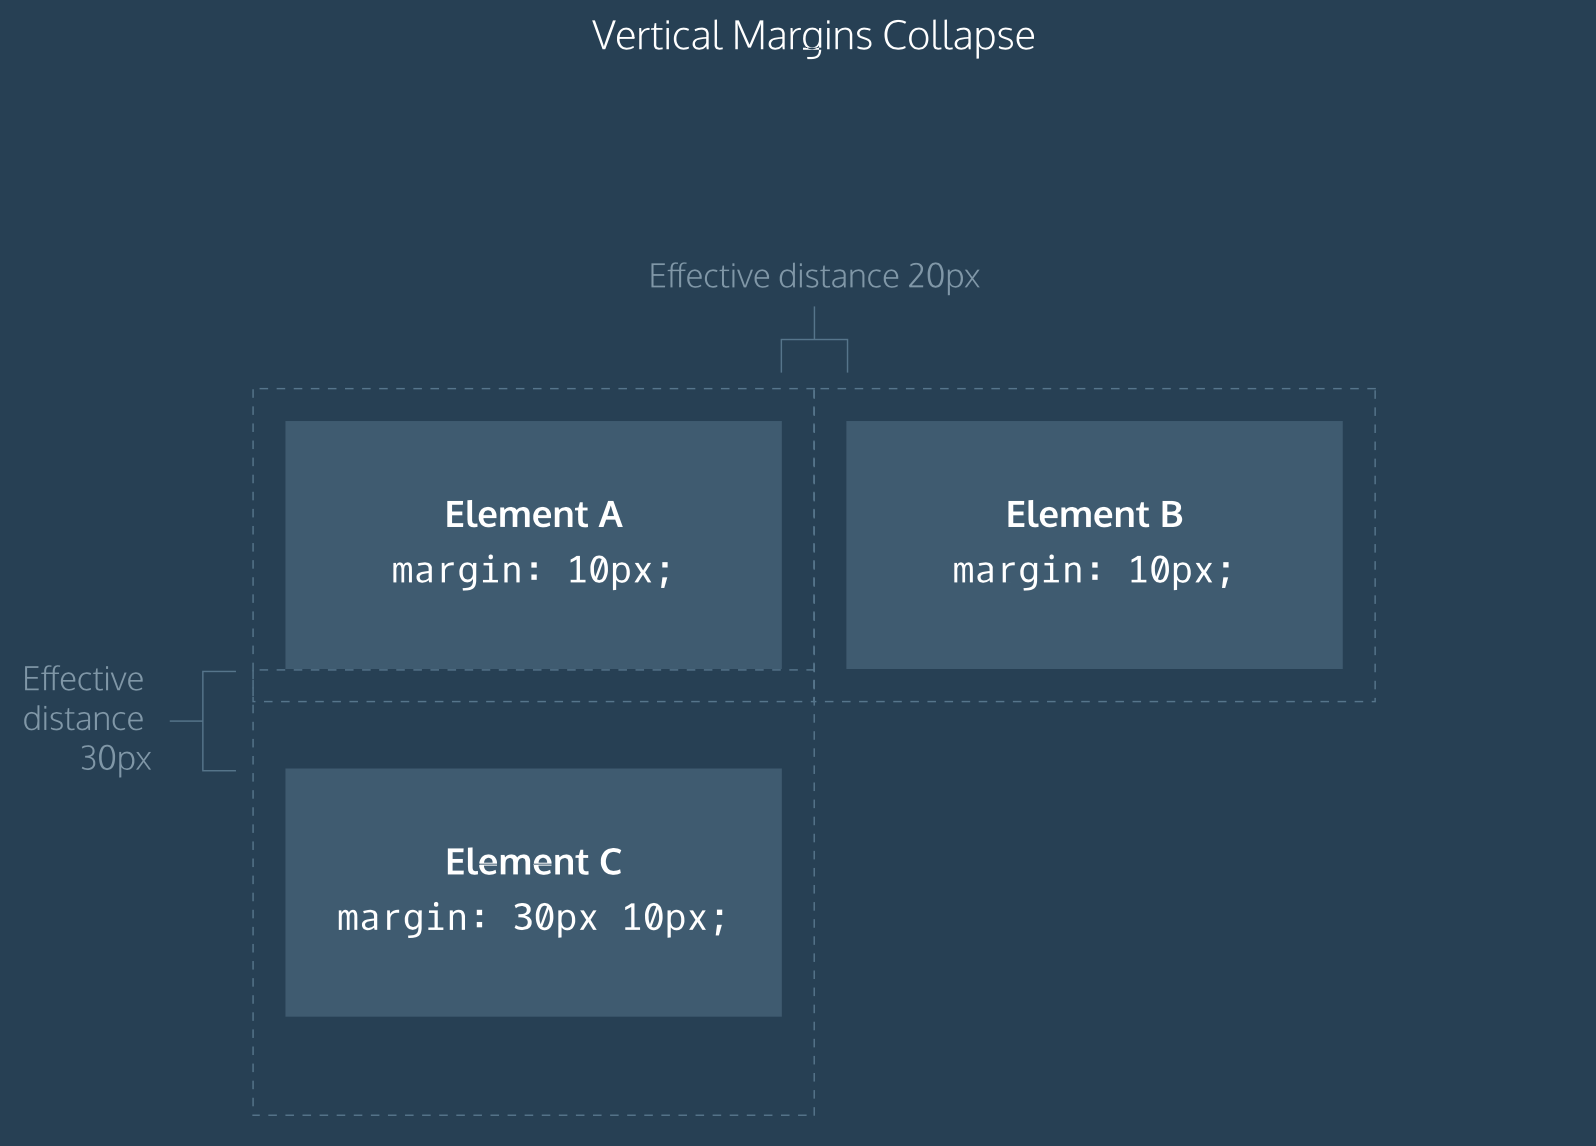 Vertical Margins Collapse
Effective distance 20px
Element A
margin: 10px;
Element B
margin: 10px;
Effective
distance
30px
Element C
margin: 30px 10px;